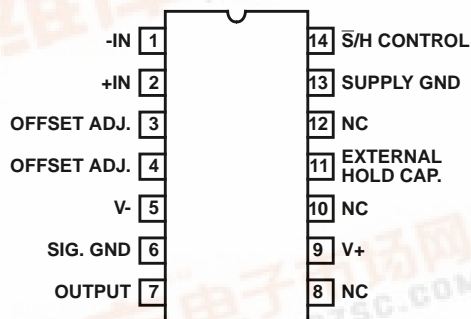 -IN 1
+IN 2
OFFSET ADJ. 3
OFFSET ADJ. 4
V- 5
SIG. GND 6
OUTPUT 7
14 S̅/H CONTROL
13 SUPPLY GND
12 NC
11 EXTERNAL
HOLD CAP.
10 NC
9 V+
8 NC